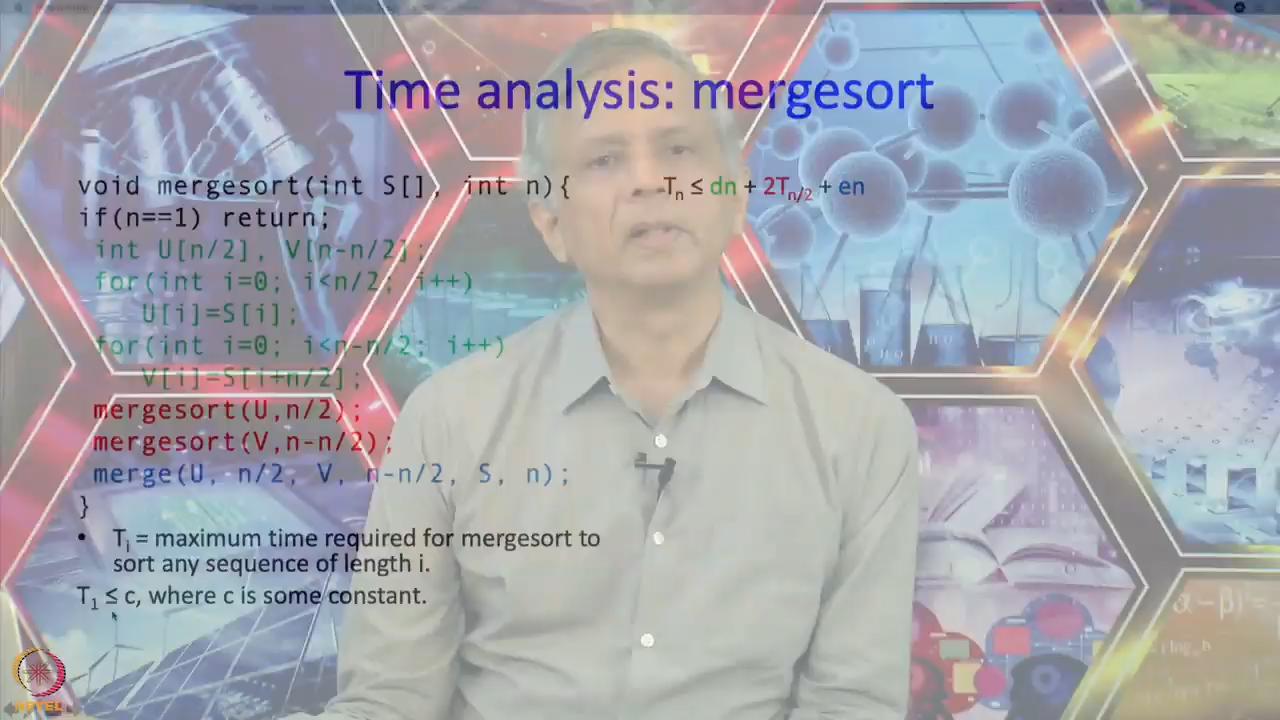 Time analysis: mergesort
void mergesort(int S[], int n){
if(n==1) return;
int U[n/2], V[n-n/2];
for(int i=0; i<n/2; i++)
U[i]=S[i];
for(int i=0; i<n-n/2; i++)
V[i]=S[i+n/2];
mergesort(U,n/2);
mergesort(V,n-n/2);
merge(U, n/2, V, n-n/2, S, n);
}
• Ti = maximum time required for mergesort to
sort any sequence of length i.
T1 ≤ c, where c is some constant.
Tn ≤ dn + 2Tn/2 + en
NPTEL